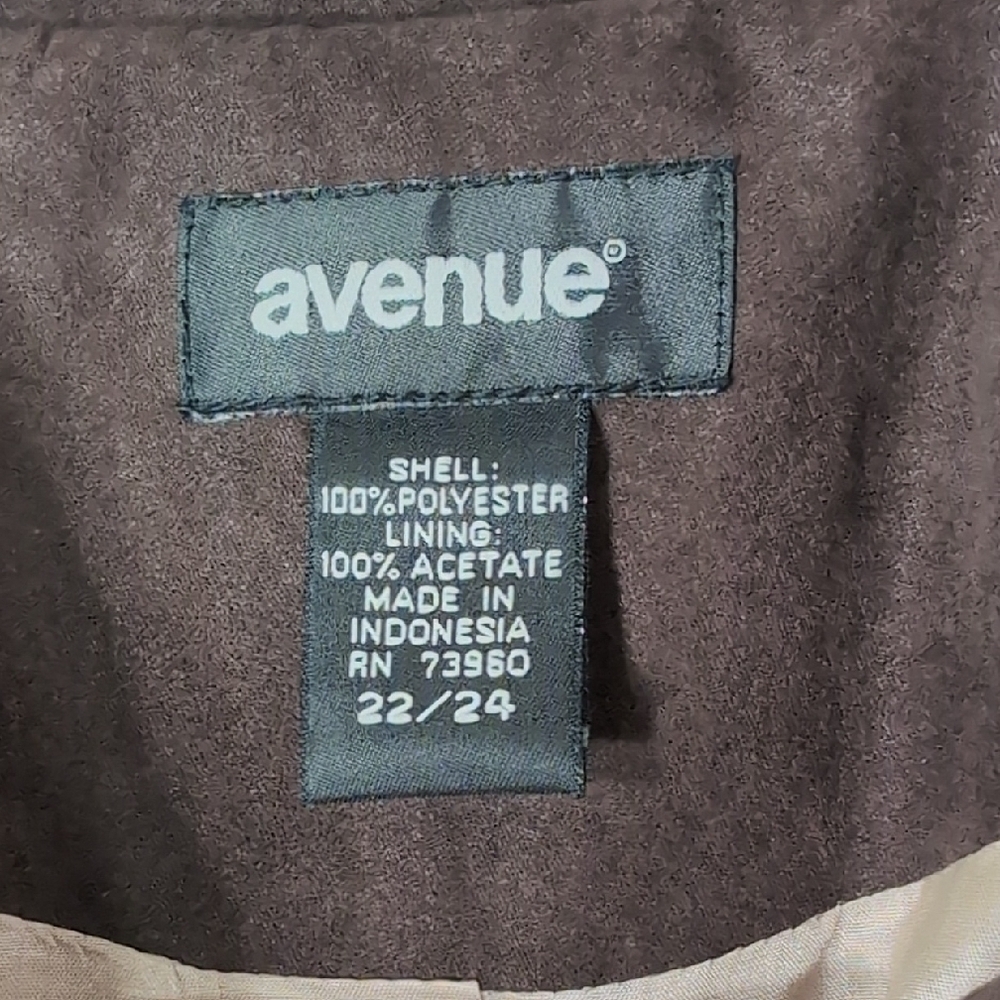 avenue®
SHELL:
100%POLYESTER
LINING:
100% ACETATE
MADE IN
INDONESIA
RN 73960
22/24